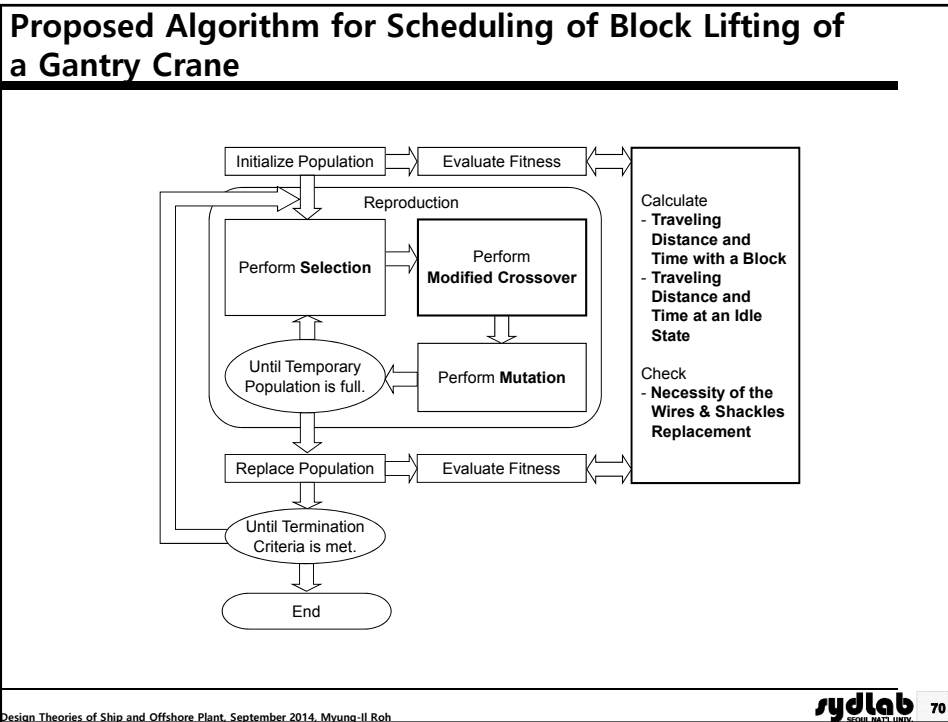 Proposed Algorithm for Scheduling of Block Lifting of
a Gantry Crane
Initialize Population
Evaluate Fitness
Reproduction
Perform Selection
Perform
Modified Crossover
Until Temporary
Population is full.
Perform Mutation
Replace Population
Evaluate Fitness
Until Termination
Criteria is met.
End
Calculate
- Traveling
Distance and
Time with a Block
- Traveling
Distance and
Time at an Idle
State
Check
- Necessity of the
Wires & Shackles
Replacement
Design Theories of Ship and Offshore Plant, September 2014, Myung-Il Roh
sydlab
SEOUL NAT'L UNIV.
70